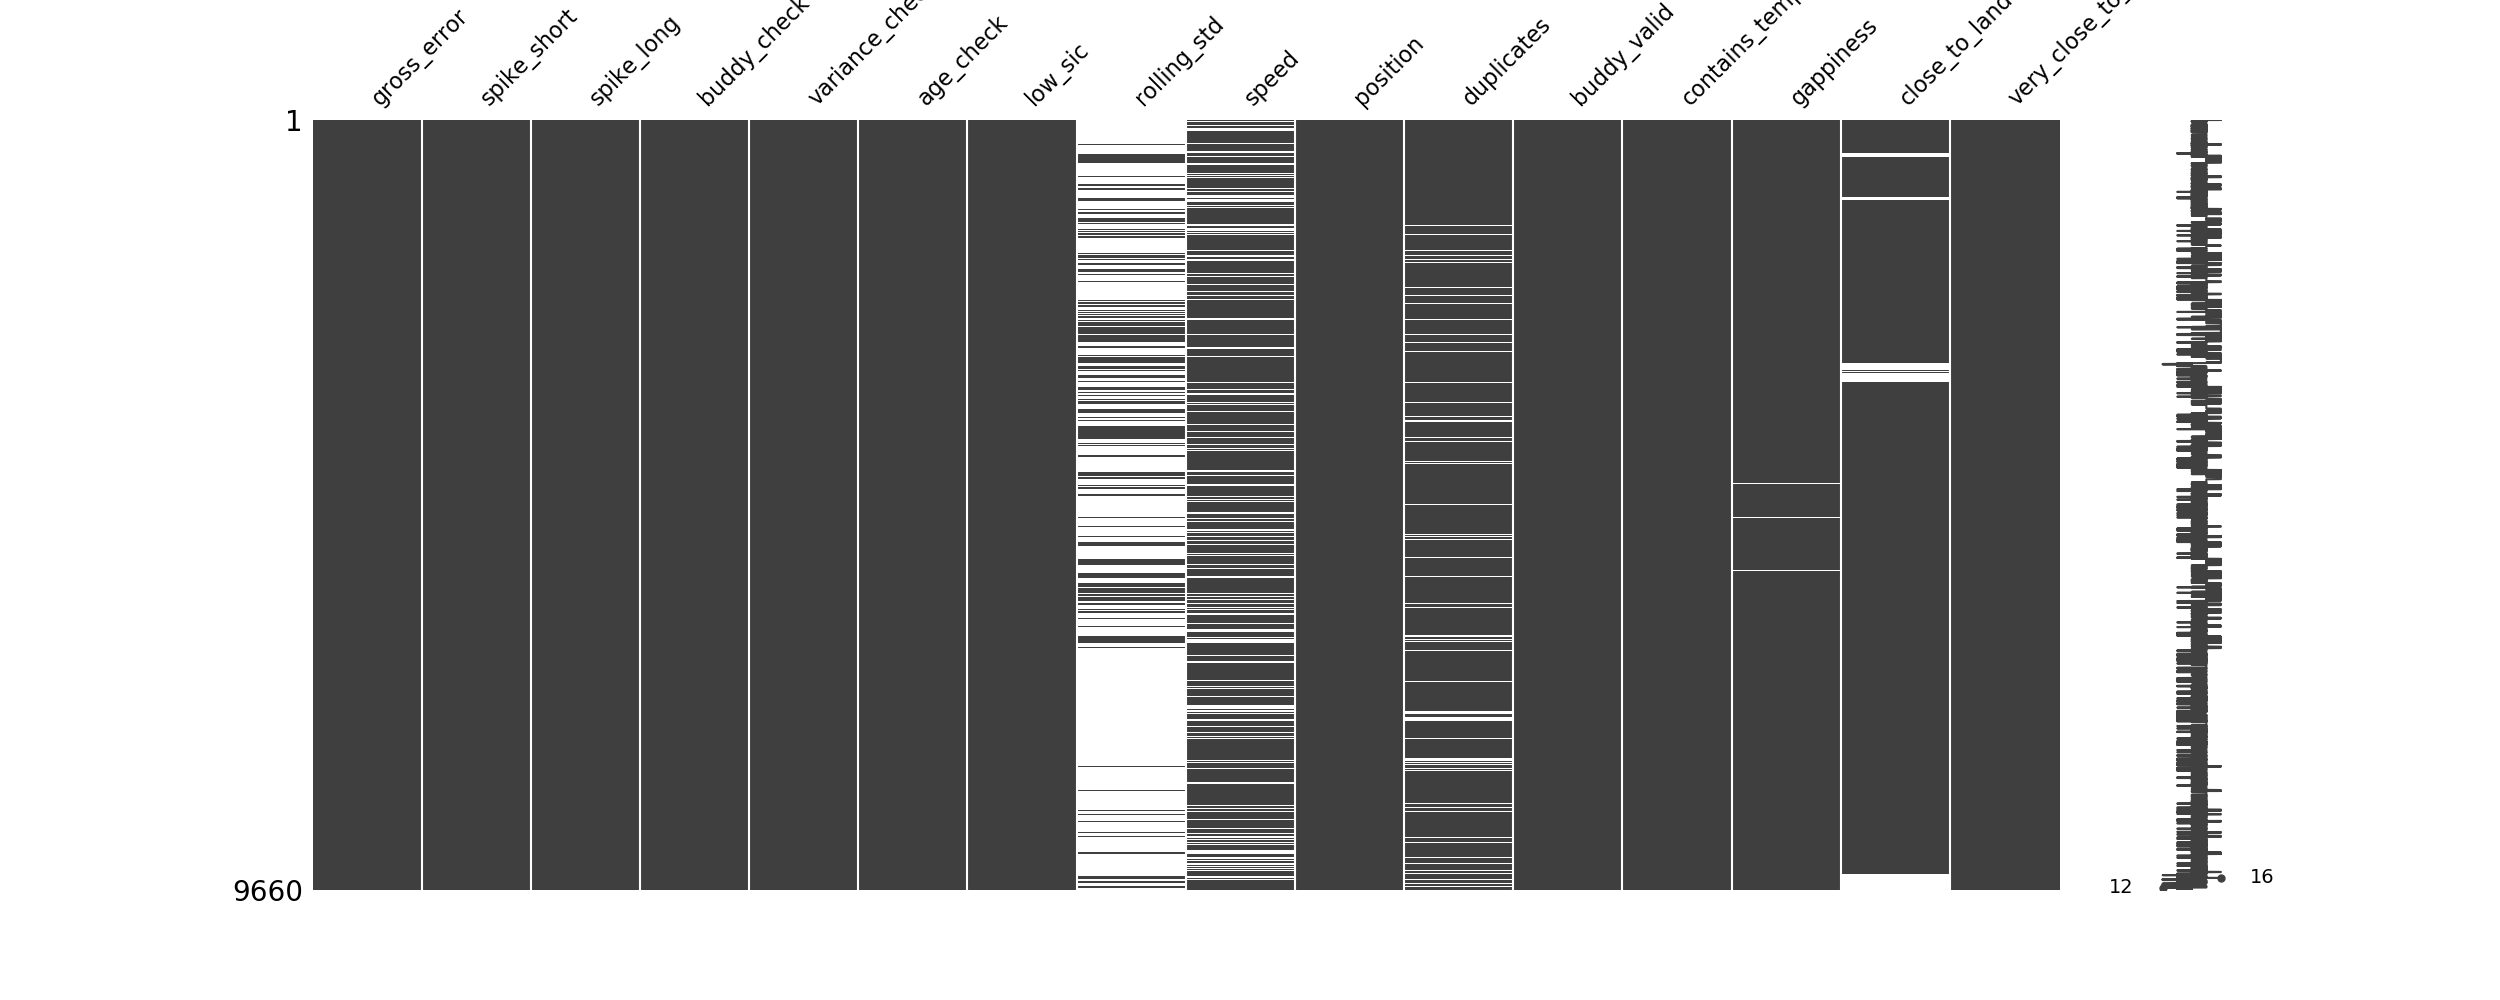 gross_error
spike_short
spike_long
buddy_check
age_check
low_sic
rolling_std
speed
position
duplicates
buddy_valid
gappiness
close_to_land
1
9660
12
16